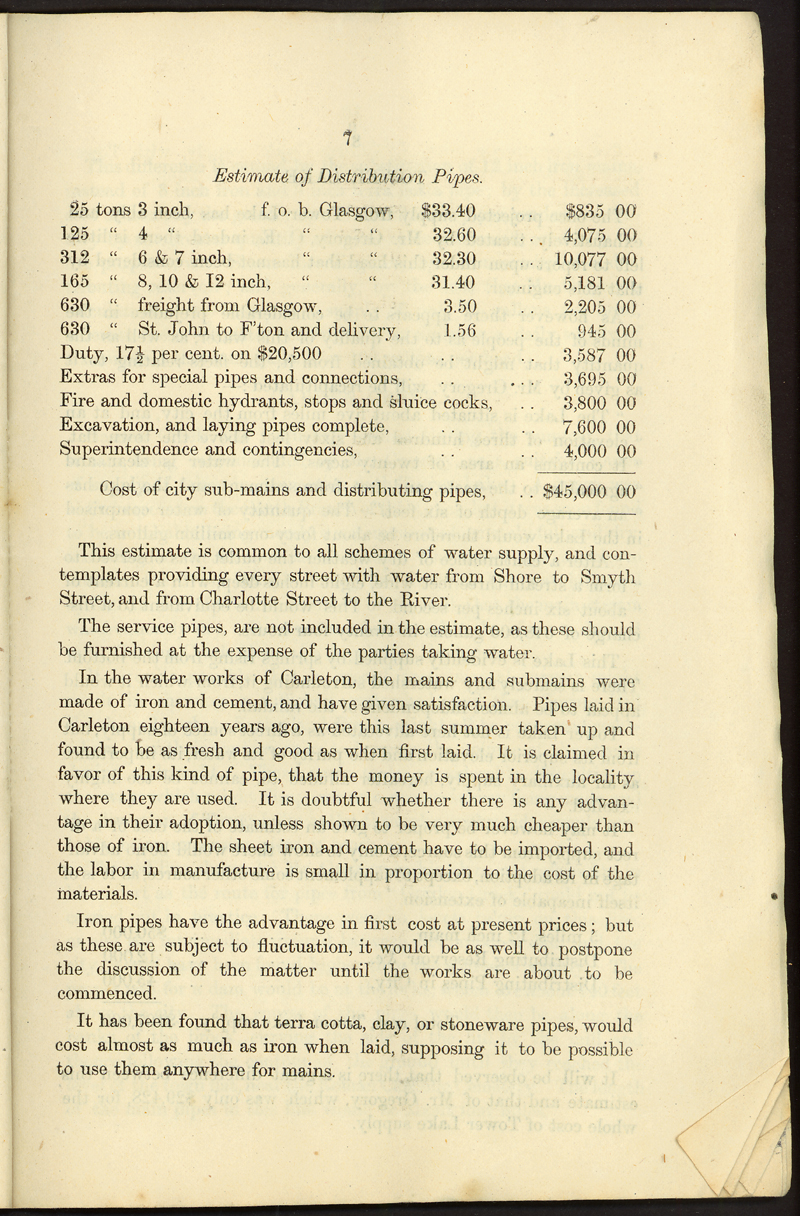 7
Estimate of Distribution Pipes.
25 tons 3 inch, f. o. b. Glasgow, $33.40 . . $835 00
125 “ 4 “ “ “ 32.60 . . . 4,075 00
312 “ 6 & 7 inch, “ “ 32.30 . . 10,077 00
165 “ 8, 10 & 12 inch, “ “ 31.40 . . 5,181 00
630 “ freight from Glasgow, . . 3.50 . . 2,205 00
630 “ St. John to F'ton and delivery, 1.56 . . 945 00
Duty, 17½ per cent. on $20,500 . . . . . . 3,587 00
Extras for special pipes and connections, . . . . . 3,695 00
Fire and domestic hydrants, stops and sluice cocks, . . 3,800 00
Excavation, and laying pipes complete, . . . . 7,600 00
Superintendence and contingencies, . . . . 4,000 00
Cost of city sub-mains and distributing pipes, . . $45,000 00
This estimate is common to all schemes of water supply, and con-
templates providing every street with water from Shore to Smyth
Street, and from Charlotte Street to the River.
The service pipes, are not included in the estimate, as these should
be furnished at the expense of the parties taking water.
In the water works of Carleton, the mains and submains were
made of iron and cement, and have given satisfaction. Pipes laid in
Carleton eighteen years ago, were this last summer taken up and
found to be as fresh and good as when first laid. It is claimed in
favor of this kind of pipe, that the money is spent in the locality
where they are used. It is doubtful whether there is any advan-
tage in their adoption, unless shown to be very much cheaper than
those of iron. The sheet iron and cement have to be imported, and
the labor in manufacture is small in proportion to the cost of the
materials.
Iron pipes have the advantage in first cost at present prices; but
as these are subject to fluctuation, it would be as well to postpone
the discussion of the matter until the works are about to be
commenced.
It has been found that terra cotta, clay, or stoneware pipes, would
cost almost as much as iron when laid, supposing it to be possible
to use them anywhere for mains.